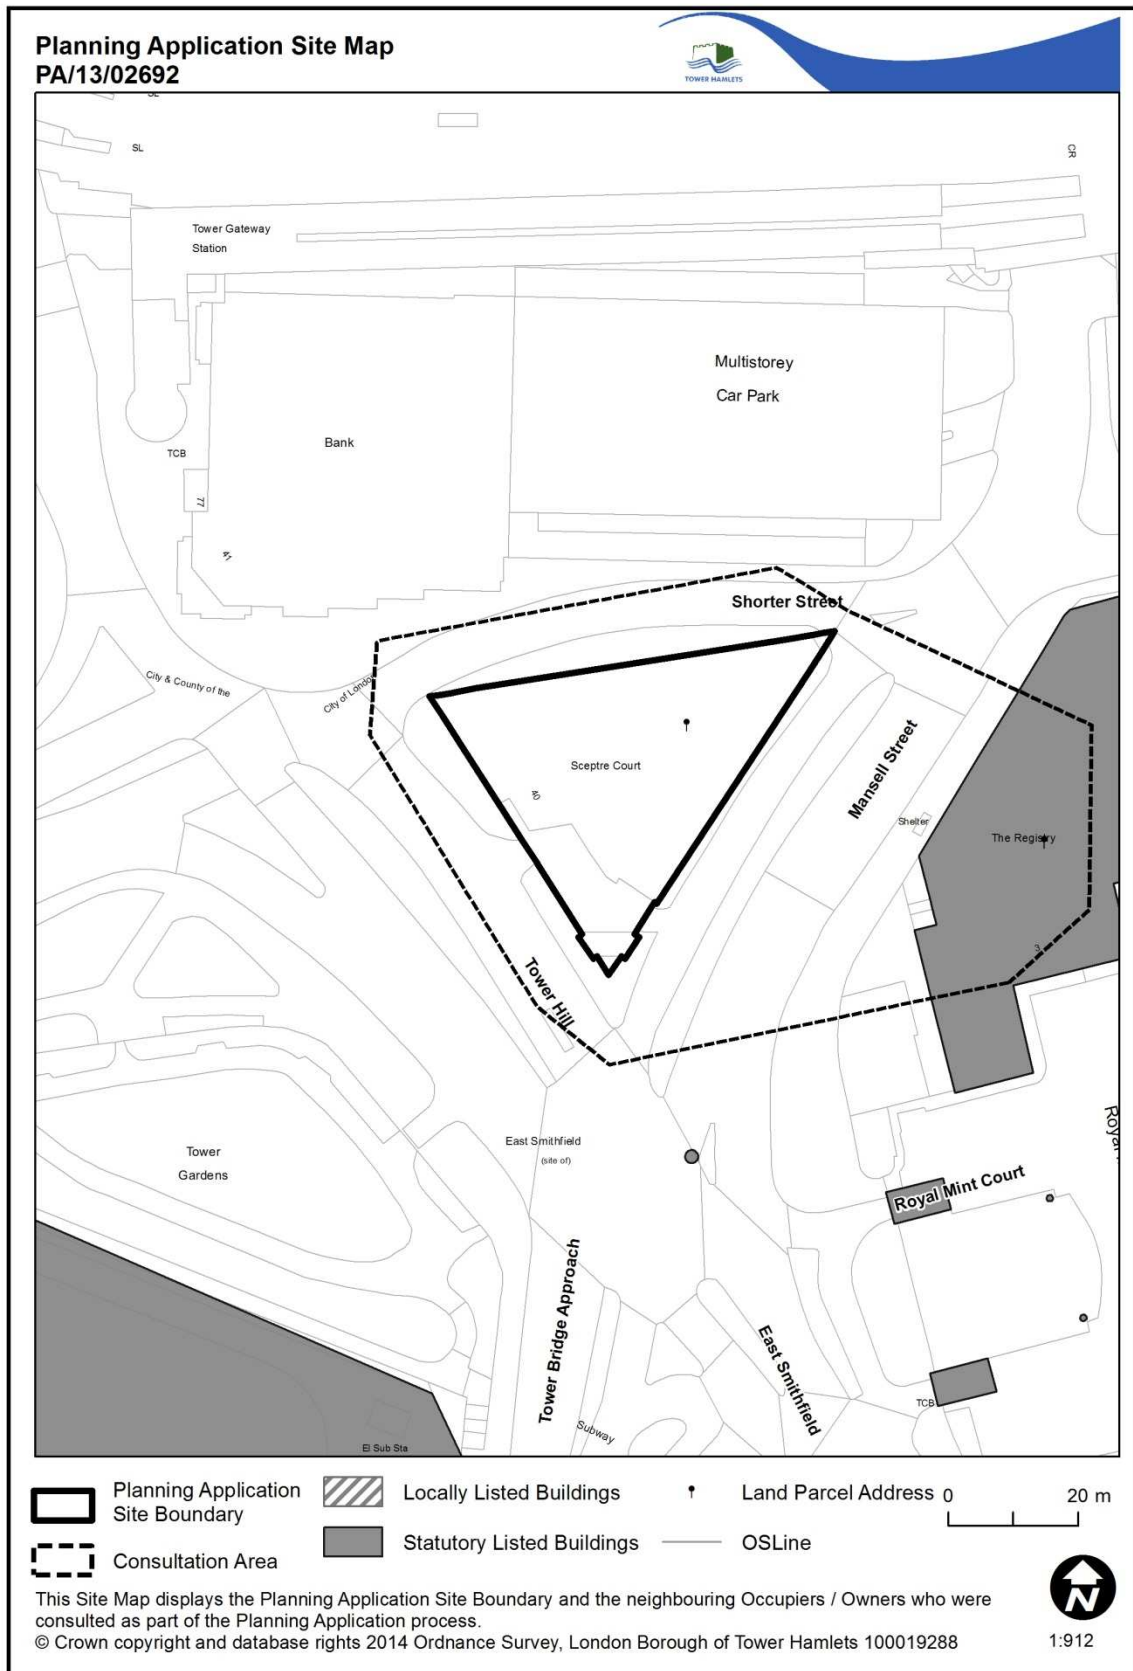 Planning Application Site Map
PA/13/02692
TOWER HAMLETS
SL
CR
Tower Gateway
Station
Multistorey
Car Park
Bank
TCB
77
41
Shorter Street
City & County of the
City of London
Sceptre Court
40
Mansell Street
Shelter
The Registry
3
Tower Hill
East Smithfield
(site of)
Tower
Gardens
Royal Mint Court
Tower Bridge Approach
East Smithfield
TCB
Subway
El Sub Sta
Planning Application
Site Boundary
Consultation Area
Locally Listed Buildings
Statutory Listed Buildings
Land Parcel Address
OSLine
0 20 m
N
1:912
This Site Map displays the Planning Application Site Boundary and the neighbouring Occupiers / Owners who were
consulted as part of the Planning Application process.
© Crown copyright and database rights 2014 Ordnance Survey, London Borough of Tower Hamlets 100019288